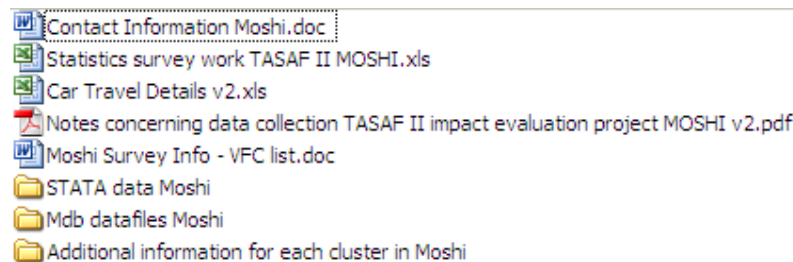 Contact Information Moshi.doc
Statistics survey work TASAF II MOSHI.xls
Car Travel Details v2.xls
Notes concerning data collection TASAF II impact evaluation project MOSHI v2.pdf
Moshi Survey Info - VFC list.doc
STATA data Moshi
Mdb datafiles Moshi
Additional information for each cluster in Moshi